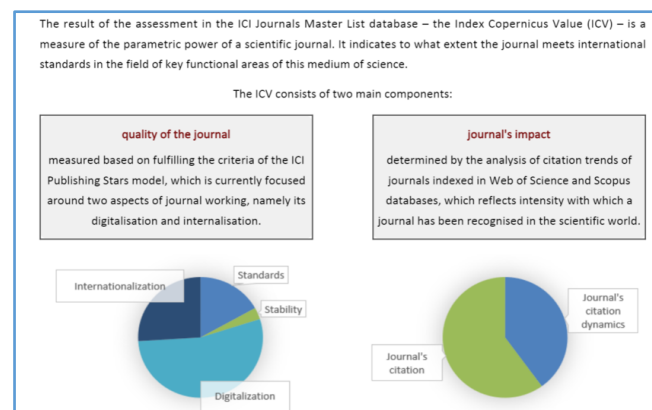 The result of the assessment in the ICI Journals Master List database – the Index Copernicus Value (ICV) – is a
measure of the parametric power of a scientific journal. It indicates to what extent the journal meets international
standards in the field of key functional areas of this medium of science.
The ICV consists of two main components:
quality of the journal
measured based on fulfilling the criteria of the ICI
Publishing Stars model, which is currently focused
around two aspects of journal working, namely its
digitalisation and internalisation.
journal's impact
determined by the analysis of citation trends of
journals indexed in Web of Science and Scopus
databases, which reflects intensity with which a
journal has been recognised in the scientific world.
Internationalization
Standards
Stability
Digitalization
Journal's
citation
dynamics
Journal's
citation